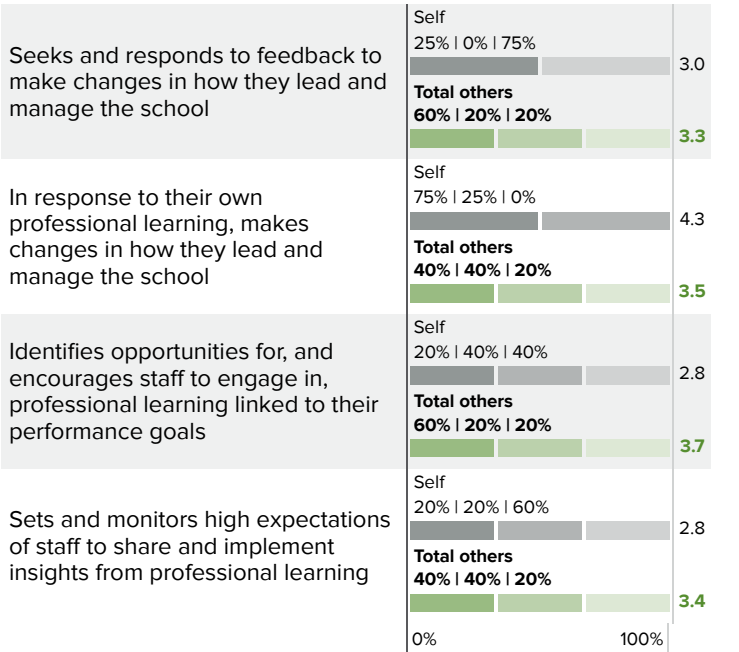 Seeks and responds to feedback to
make changes in how they lead and
manage the school
Self
25% | 0% | 75%
3.0
Total others
60% | 20% | 20%
3.3
In response to their own
professional learning, makes
changes in how they lead and
manage the school
Self
75% | 25% | 0%
4.3
Total others
40% | 40% | 20%
3.5
Identifies opportunities for, and
encourages staff to engage in,
professional learning linked to their
performance goals
Self
20% | 40% | 40%
2.8
Total others
60% | 20% | 20%
3.7
Sets and monitors high expectations
of staff to share and implement
insights from professional learning
Self
20% | 20% | 60%
2.8
Total others
40% | 40% | 20%
3.4
0% 100%